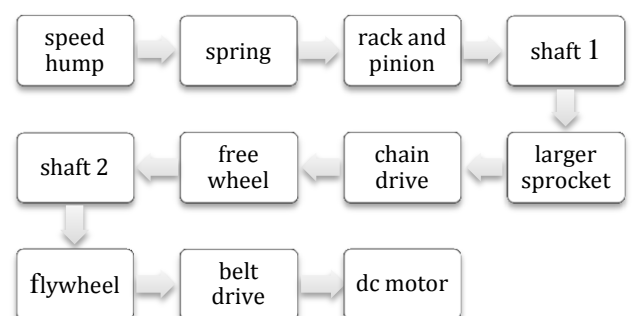 speed
hump
spring
rack and
pinion
shaft 1
larger
sprocket
chain
drive
free
wheel
shaft 2
flywheel
belt
drive
dc motor